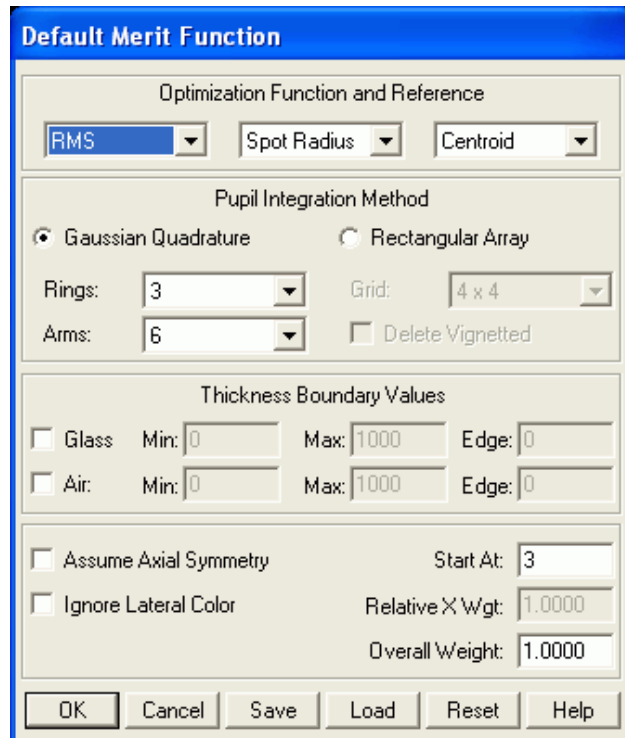 Default Merit Function
Optimization Function and Reference
RMS Spot Radius Centroid
Pupil Integration Method
Gaussian Quadrature Rectangular Array
Rings: 3 Grid: 4 x 4
Arms: 6 Delete Vignetted
Thickness Boundary Values
Glass Min: 0 Max: 1000 Edge: 0
Air: Min: 0 Max: 1000 Edge: 0
Assume Axial Symmetry Start At: 3
Ignore Lateral Color Relative X Wgt: 1.0000
Overall Weight: 1.0000
OK Cancel Save Load Reset Help